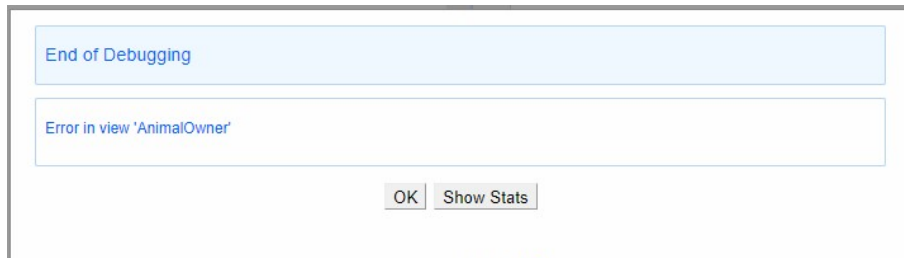 End of Debugging
Error in view 'AnimalOwner'
OK Show Stats